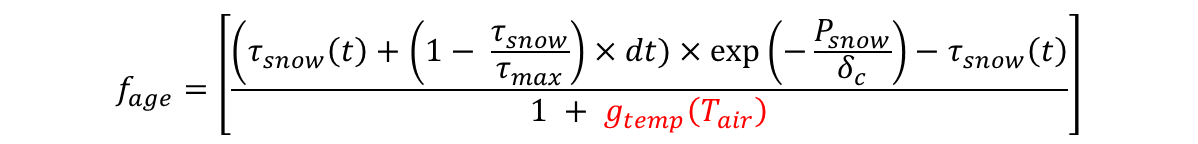 f_age = [((τ_snow(t) + (1 − τ_snow/τ_max) × dt) × exp(−P_snow/δ_c) − τ_snow(t))/(1 + g_temp(T_air))]